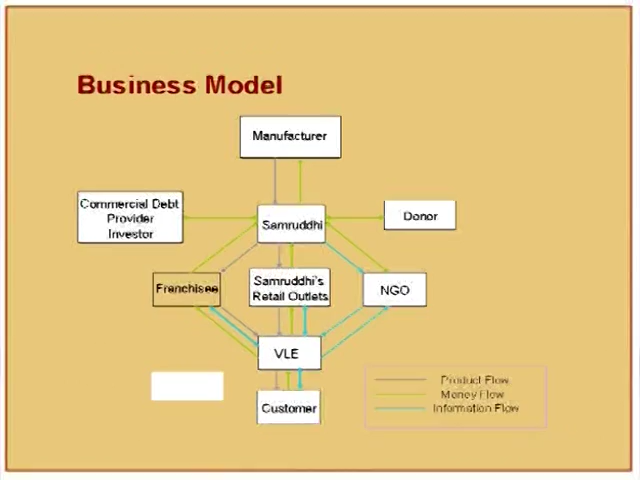 Business Model
Manufacturer
Commercial Debt
Provider
Investor
Samruddhi
Donor
Frenchisee
Samruddhi's
Retail Outlets
NGO
VLE
Customer
Product Flow
Money Flow
Information Flow